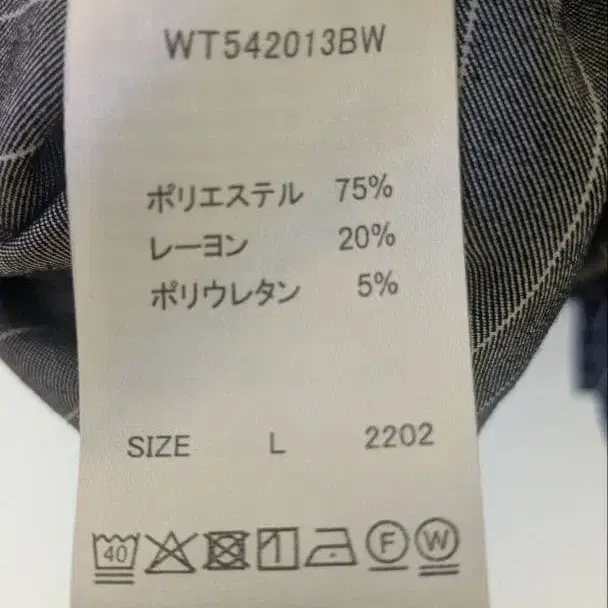 WT542013BW
ポリエステル 75%
レーヨン 20%
ポリウレタン 5%
SIZE L 2202
40 F W